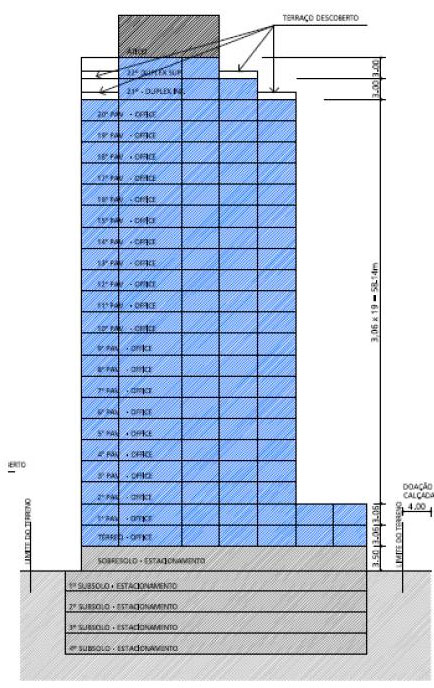 TERRAÇO DESCOBERTO
ÁTICO
22º DUPLEX SUP.
21º - DUPLEX INF.
3,00
3,00
20º PAV - OFFICE
19º PAV - OFFICE
18º PAV - OFFICE
17º PAV - OFFICE
16º PAV - OFFICE
15º PAV - OFFICE
14º PAV - OFFICE
13º PAV - OFFICE
12º PAV - OFFICE
11º PAV - OFFICE
10º PAV - OFFICE
9º PAV - OFFICE
8º PAV - OFFICE
7º PAV - OFFICE
6º PAV - OFFICE
5º PAV - OFFICE
4º PAV - OFFICE
3º PAV - OFFICE
2º PAV - OFFICE
1º PAV - OFFICE
TERREO - OFFICE
SOBRESOLO - ESTACIONAMENTO
1º SUBSOLO - ESTACIONAMENTO
2º SUBSOLO - ESTACIONAMENTO
3º SUBSOLO - ESTACIONAMENTO
4º SUBSOLO - ESTACIONAMENTO
3,06 x 19 = 58,14m
3,06
3,06
3,50
BERTO
LIMITE DO TERRENO
LIMITE DO TERRENO
DOAÇÃO
CALÇADA
4,00